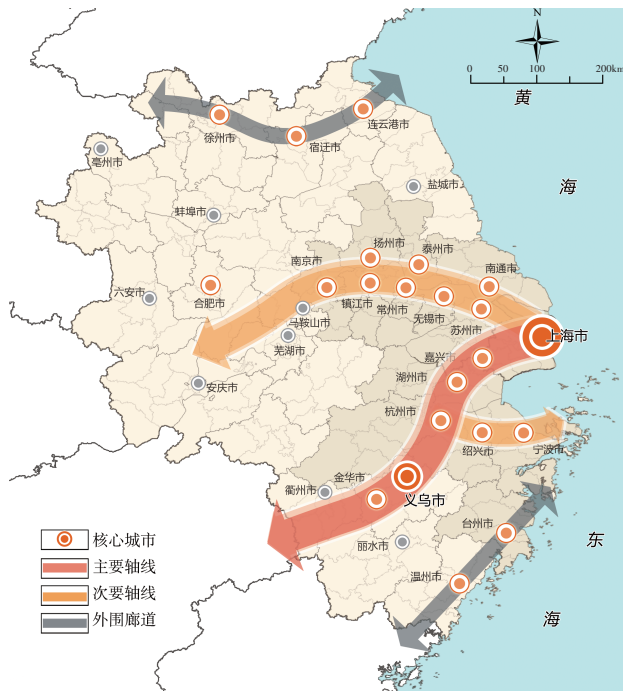 N
0 50 100 200km
黄
海
东
海
徐州市
宿迁市
连云港市
亳州市
盐城市
蚌埠市
扬州市
泰州市
南京市
南通市
六安市
合肥市
镇江市
常州市
无锡市
马鞍山市
苏州市
上海市
芜湖市
嘉兴市
湖州市
安庆市
杭州市
绍兴市
宁波市
金华市
衢州市
义乌市
台州市
丽水市
温州市
核心城市
主要轴线
次要轴线
外围廊道